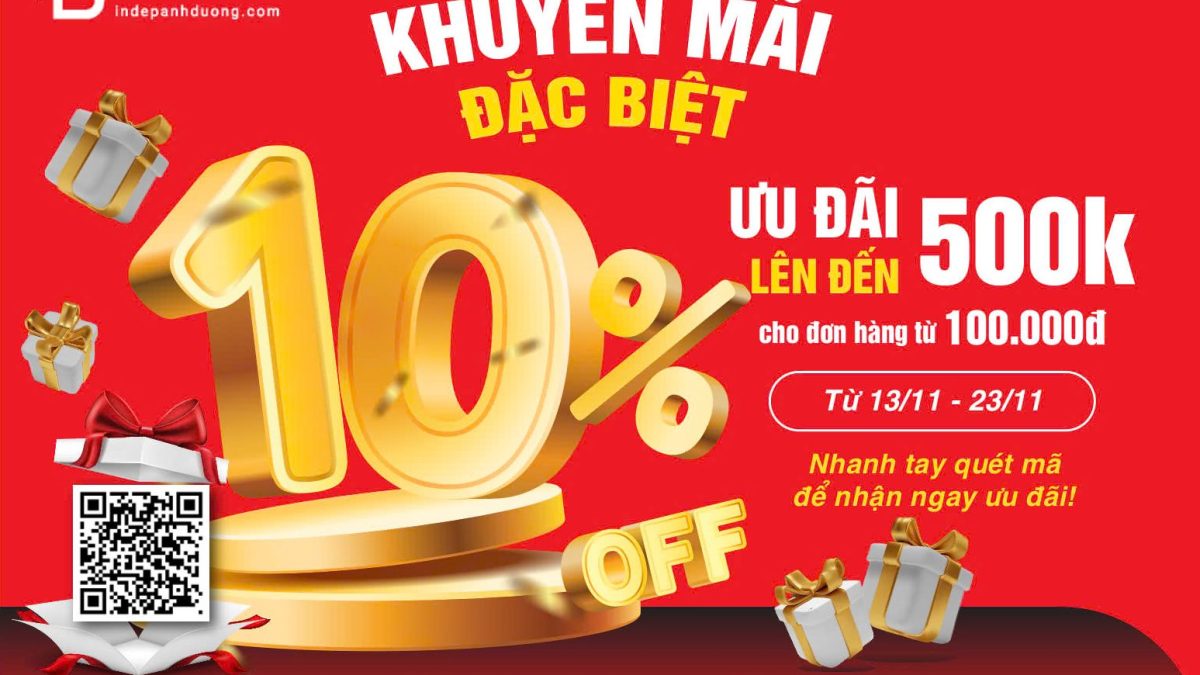 indepanhduong.com
KHUYẾN MÃI
ĐẶC BIỆT
10%
OFF
ƯU ĐÃI
LÊN ĐẾN
500k
cho đơn hàng từ 100.000đ
Từ 13/11 - 23/11
Nhanh tay quét mã
để nhận ngay ưu đãi!